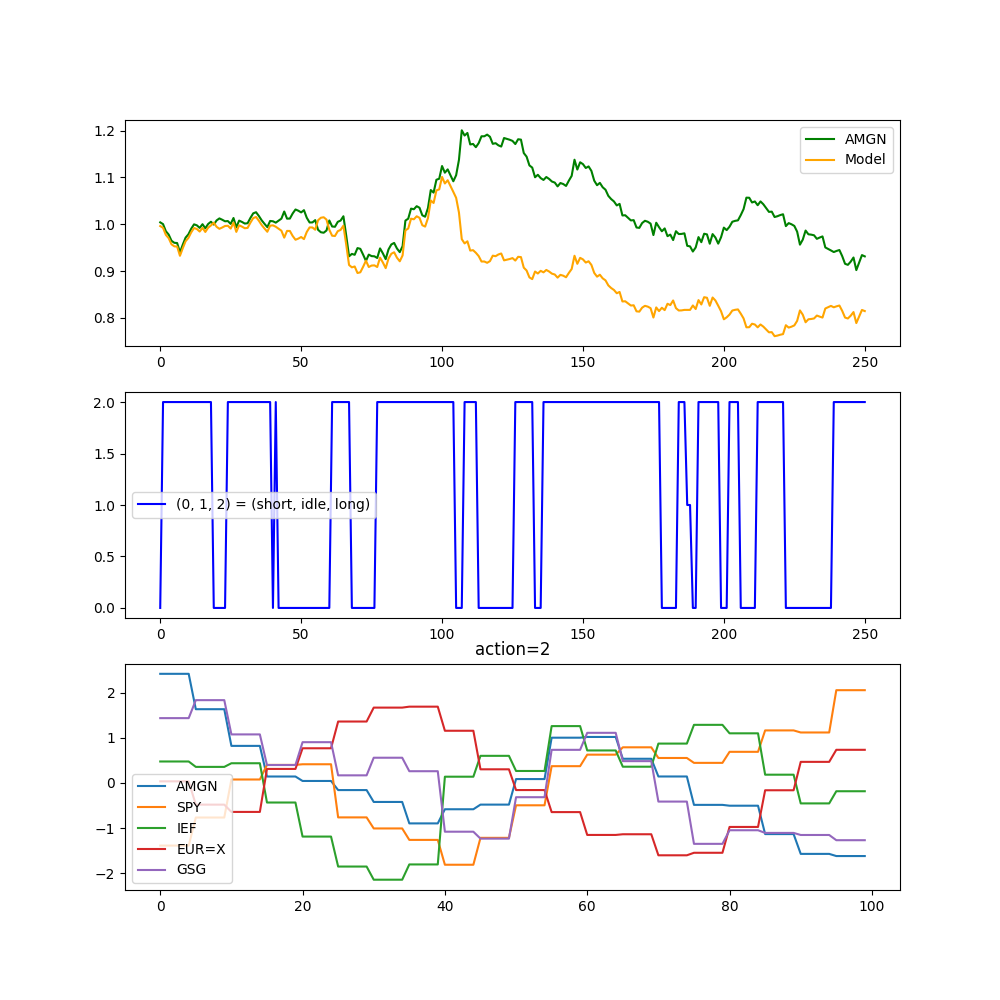 1.2
1.1
1.0
0.9
0.8
AMGN
Model
0 50 100 150 200 250
2.0
1.5
1.0
0.5
0.0
(0, 1, 2) = (short, idle, long)
0 50 100 150 200 250
action=2
2
1
0
−1
−2
AMGN
SPY
IEF
EUR=X
GSG
0 20 40 60 80 100